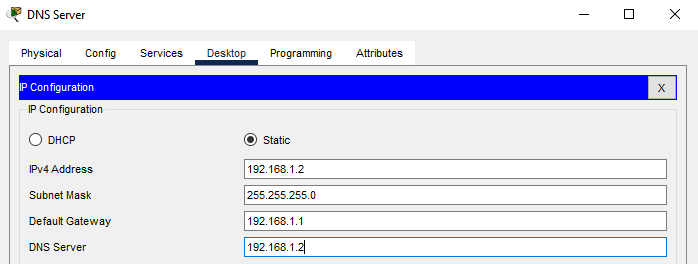 DNS Server
Physical Config Services Desktop Programming Attributes
IP Configuration X
IP Configuration
DHCP Static
IPv4 Address 192.168.1.2
Subnet Mask 255.255.255.0
Default Gateway 192.168.1.1
DNS Server 192.168.1.2